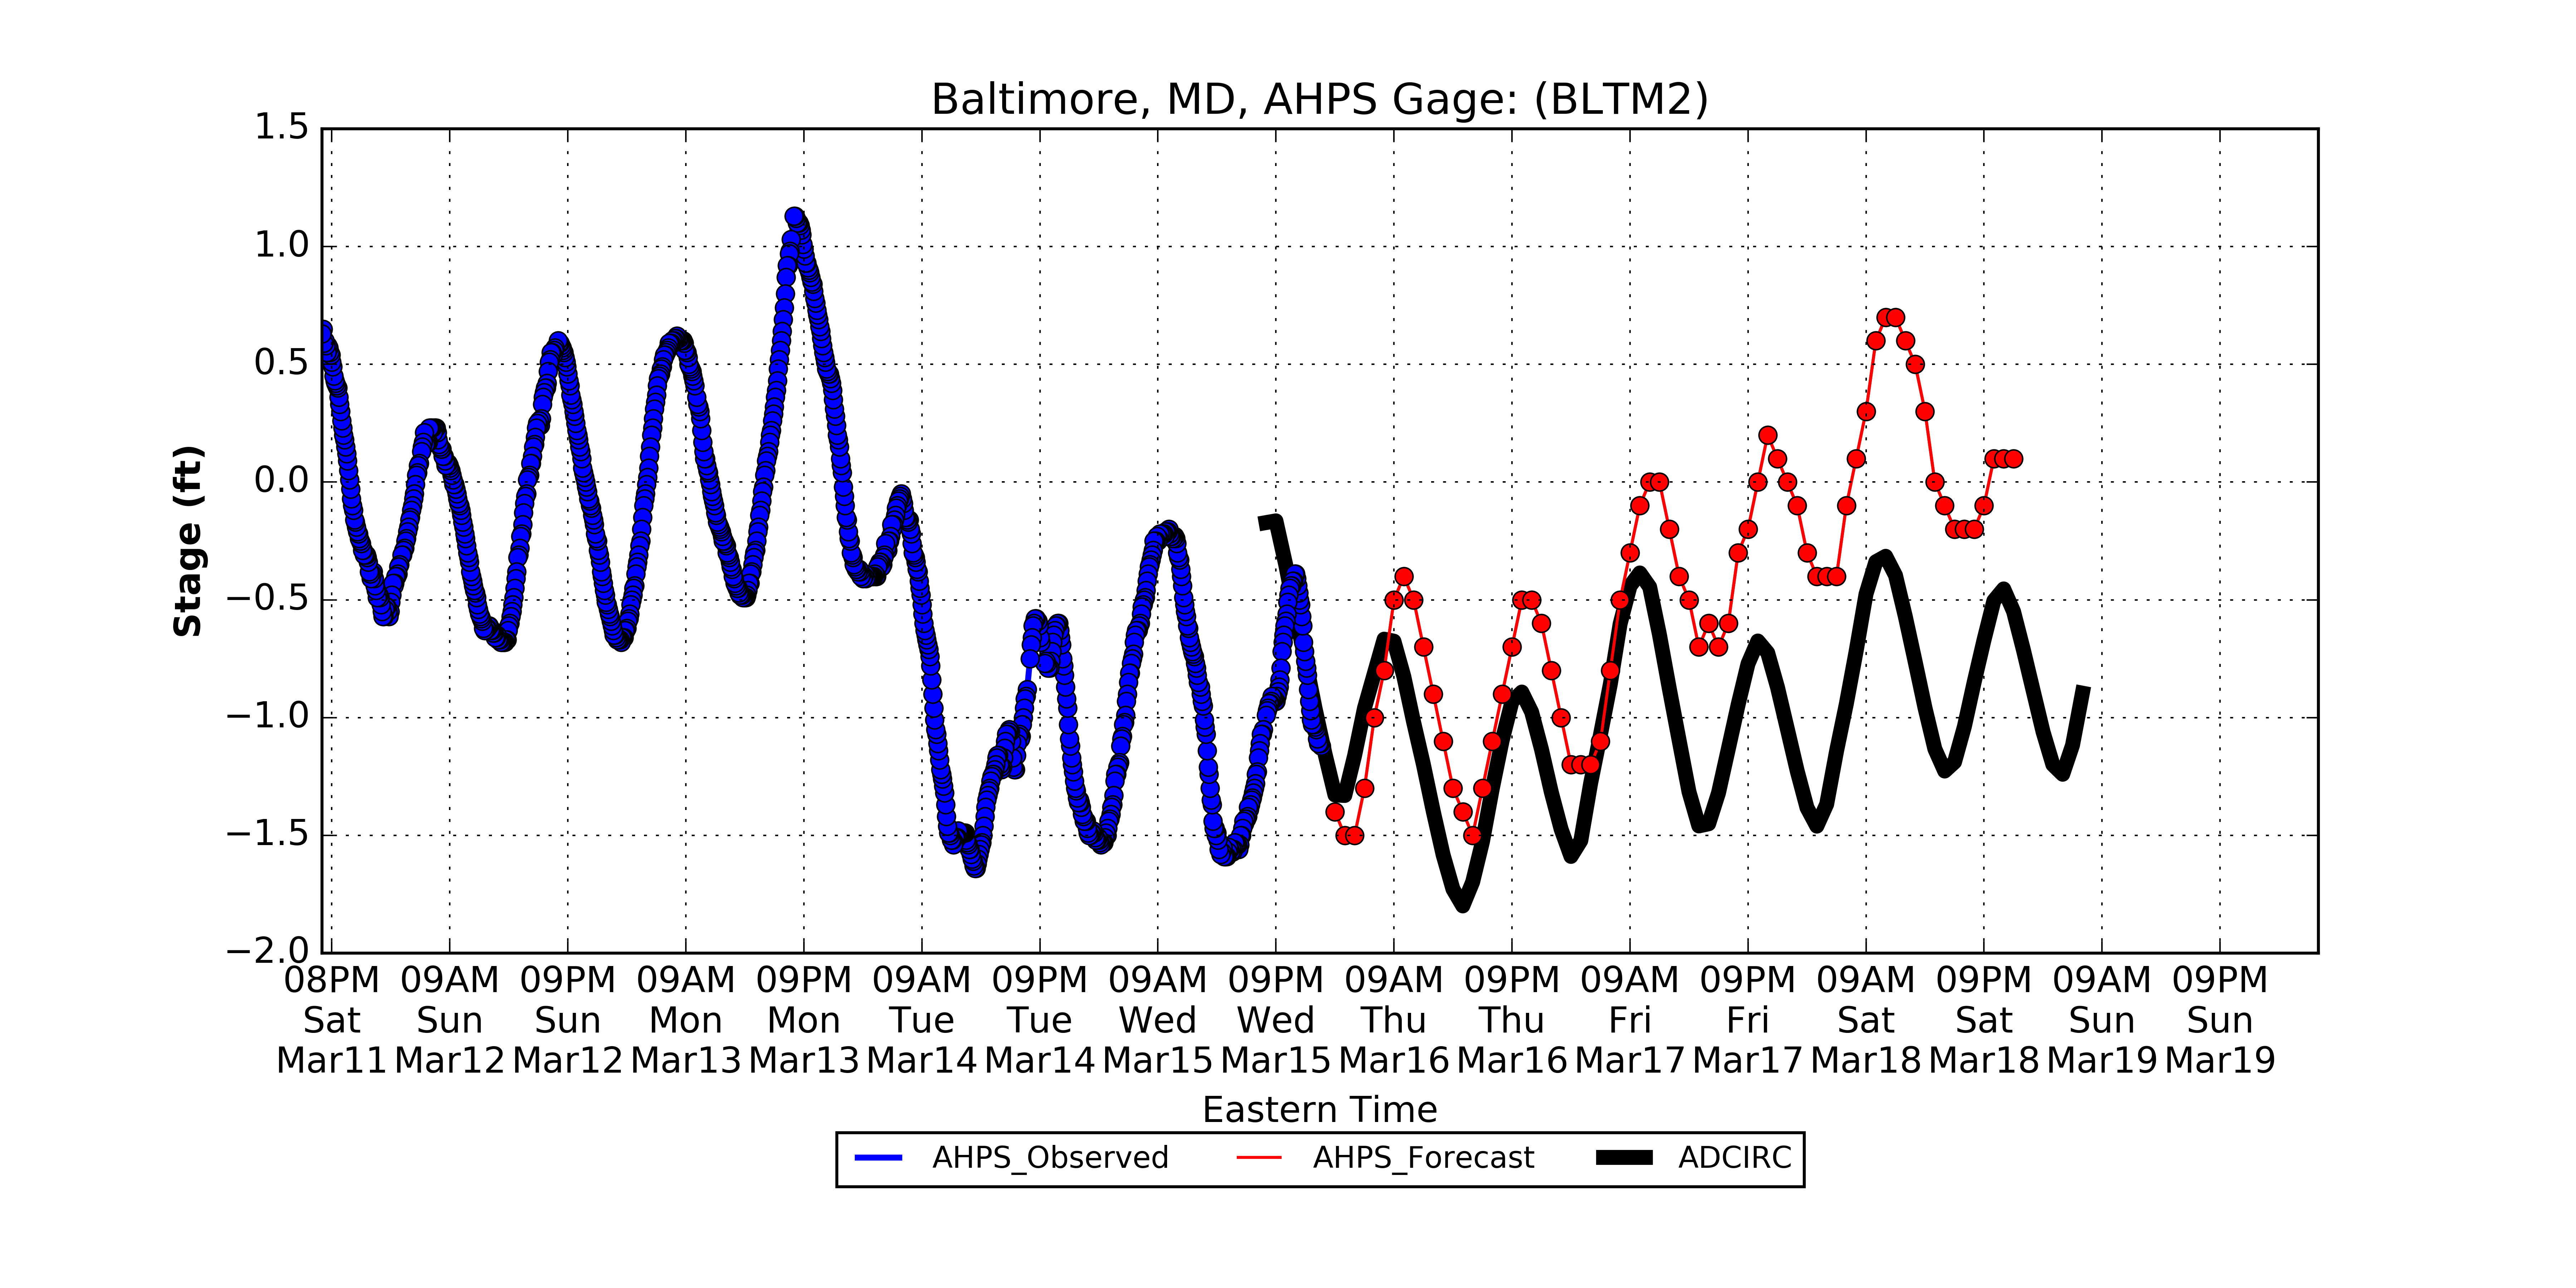 Baltimore, MD, AHPS Gage: (BLTM2)
1.5
1.0
0.5
0.0
−0.5
−1.0
−1.5
−2.0
Stage (ft)
08PM 09AM 09PM 09AM 09PM 09AM 09PM 09AM 09PM 09AM 09PM 09AM 09PM 09AM 09PM 09AM 09PM
Sat Sun Sun Mon Mon Tue Tue Wed Wed Thu Thu Fri Fri Sat Sat Sun Sun
Mar11 Mar12 Mar12 Mar13 Mar13 Mar14 Mar14 Mar15 Mar15 Mar16 Mar16 Mar17 Mar17 Mar18 Mar18 Mar19 Mar19
Eastern Time
AHPS_Observed AHPS_Forecast ADCIRC